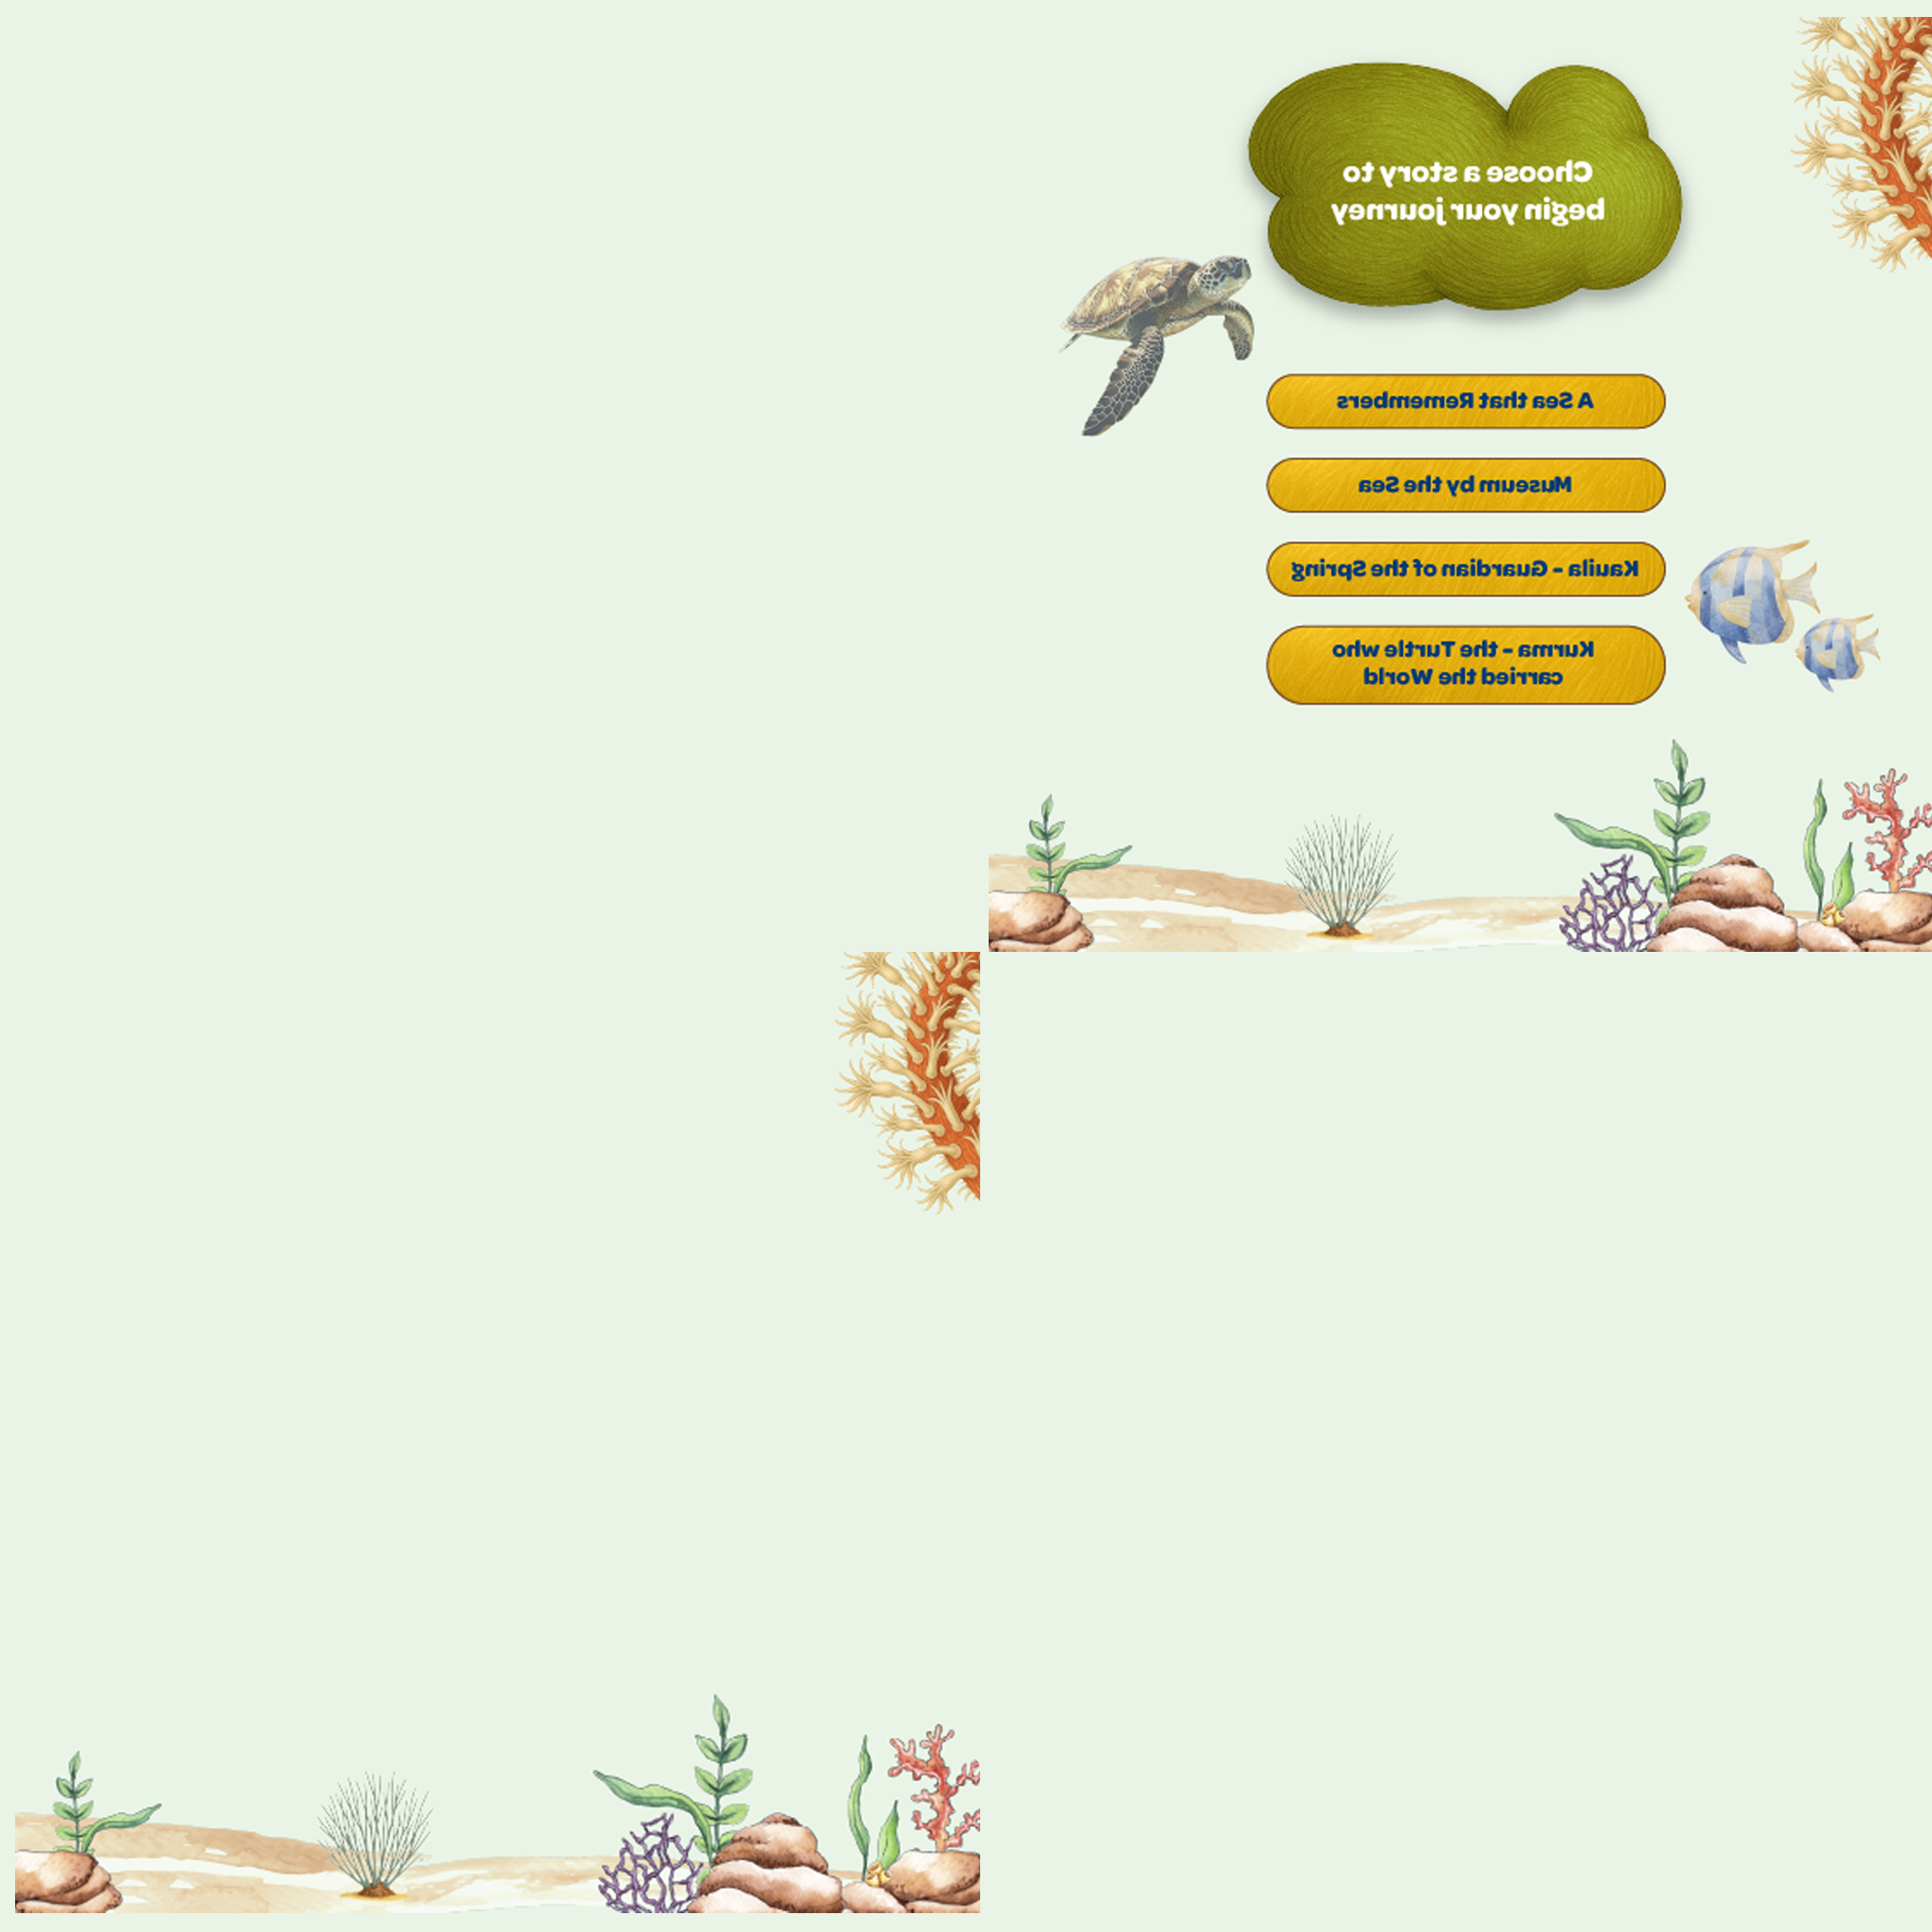 Choose a story to
begin your journey
A Sea that Remembers
Museum by the Sea
Kauila - Guardian of the Spring
Kurma - the Turtle who
carried the World